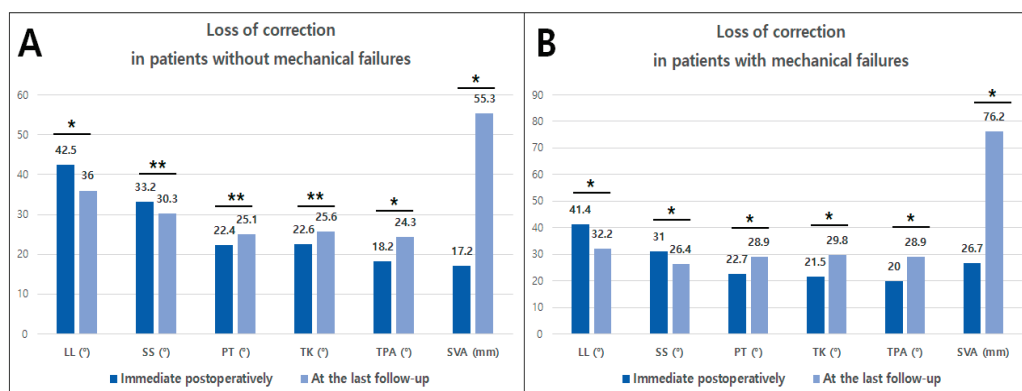 A
Loss of correction
in patients without mechanical failures
60
50
40
30
20
10
0
*
42.5
36
**
33.2
30.3
**
22.4
25.1
**
22.6
25.6
*
18.2
24.3
*
17.2
55.3
LL (°)
SS (°)
PT (°)
TK (°)
TPA (°)
SVA (mm)
Immediate postoperatively
At the last follow-up
B
Loss of correction
in patients with mechanical failures
90
80
70
60
50
40
30
20
10
0
*
41.4
32.2
*
31
26.4
*
22.7
28.9
*
21.5
29.8
*
20
28.9
*
26.7
76.2
LL (°)
SS (°)
PT (°)
TK (°)
TPA (°)
SVA (mm)
Immediate postoperatively
At the last follow-up